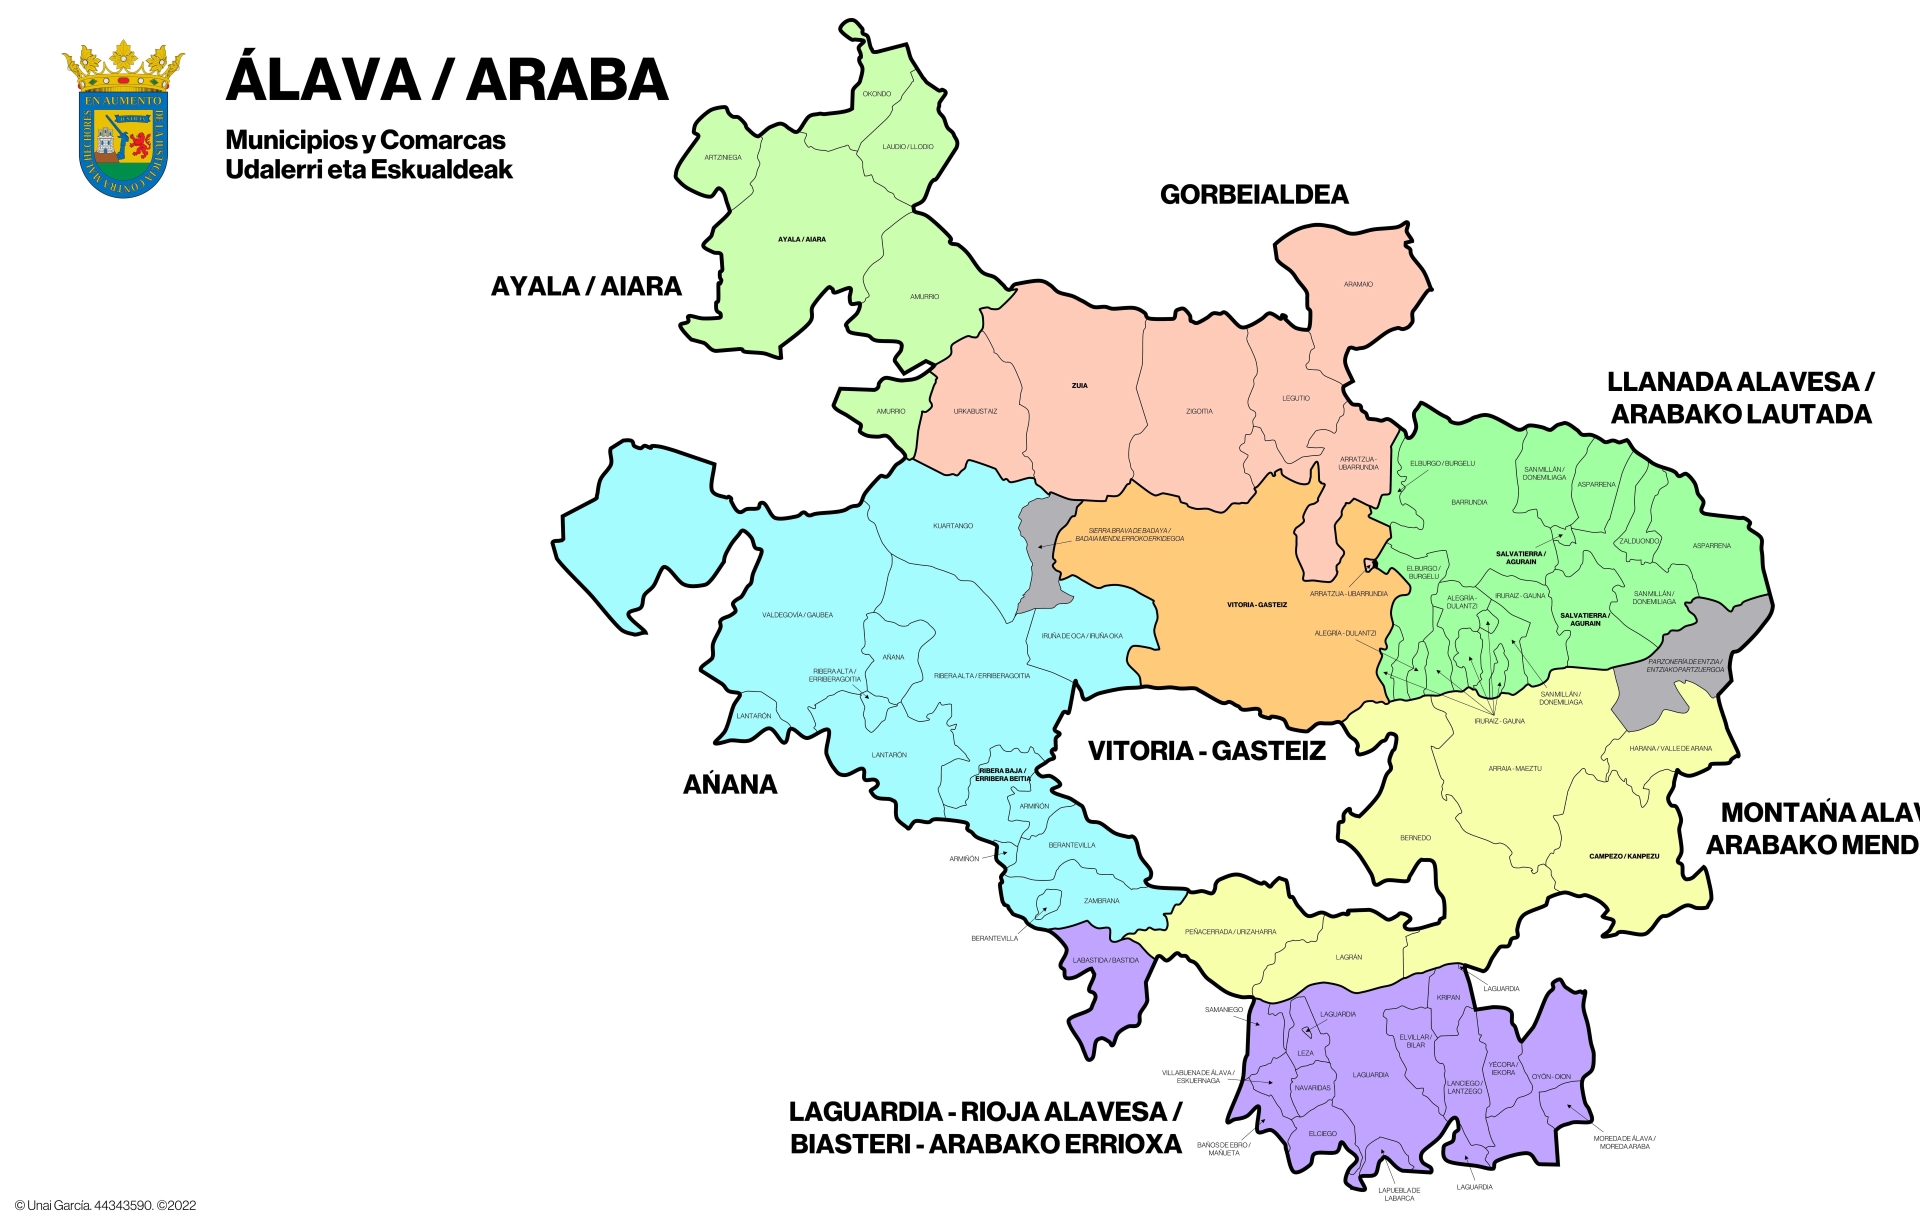 ÁLAVA / ARABA
Municipios y Comarcas
Udalerri eta Eskualdeak
EN AUMENTO
DE LA JUSTICIA CONTRA MALHECHORES
JUSTICIA
GORBEIALDEA
AYALA / AIARA
LLANADA ALAVESA /
ARABAKO LAUTADA
VITORIA - GASTEIZ
AÑANA
MONTAÑA ALAV
ARABAKO MEND
LAGUARDIA - RIOJA ALAVESA /
BIASTERI - ARABAKO ERRIOXA
OKONDO
LAUDIO / LLODIO
ARTZINIEGA
AYALA / AIARA
AMURRIO
AMURRIO
ARAMAIO
URKABUSTAIZ
ZUIA
ZIGOITIA
LEGUTIO
ARRATZUA -
UBARRUNDIA
ELBURGO / BURGELU
BARRUNDIA
SAN MILLÁN /
DONEMILIAGA
ASPARRENA
ZALDUONDO
ASPARRENA
SALVATIERRA /
AGURAIN
ELBURGO /
BURGELU
ALEGRÍA -
DULANTZI
IRURAIZ - GAUNA
SALVATIERRA /
AGURAIN
SAN MILLÁN /
DONEMILIAGA
PARZONERÍA DE ENTZIA /
ENTZIAKO PARTZUERGOA
SAN MILLÁN /
DONEMILIAGA
IRURAIZ - GAUNA
ARRATZUA - UBARRUNDIA
ALEGRÍA - DULANTZI
VITORIA - GASTEIZ
SIERRA BRAVA DE BADAYA /
BADAIA MENDILERROKO ERKIDEGOA
KUARTANGO
VALDEGOVÍA / GAUBEA
IRUÑA DE OCA / IRUÑA OKA
AÑANA
RIBERA ALTA /
ERRIBERAGOITIA
RIBERA ALTA / ERRIBERAGOITIA
LANTARÓN
LANTARÓN
RIBERA BAJA /
ERRIBERA BEITIA
ARMIÑÓN
BERANTEVILLA
ARMIÑÓN
ZAMBRANA
BERANTEVILLA
HARANA / VALLE DE ARANA
ARRAIA - MAEZTU
BERNEDO
CAMPEZO / KANPEZU
PEÑACERRADA / URIZAHARRA
LAGRÁN
LABASTIDA / BASTIDA
LAGUARDIA
KRIPAN
SAMANIEGO
LAGUARDIA
LEZA
ELVILLAR /
BILAR
VILLABUENA DE ÁLAVA /
ESKUERNAGA
NAVARIDAS
LAGUARDIA
LANCIEGO /
LANTZEGO
YÉCORA /
IEKORA
OYÓN - OION
ELCIEGO
BAÑOS DE EBRO /
MAÑUETA
MOREDA DE ÁLAVA /
MOREDA ARABA
LAPUEBLA DE
LABARCA
LAGUARDIA
© Unai García. 44343590. ©2022